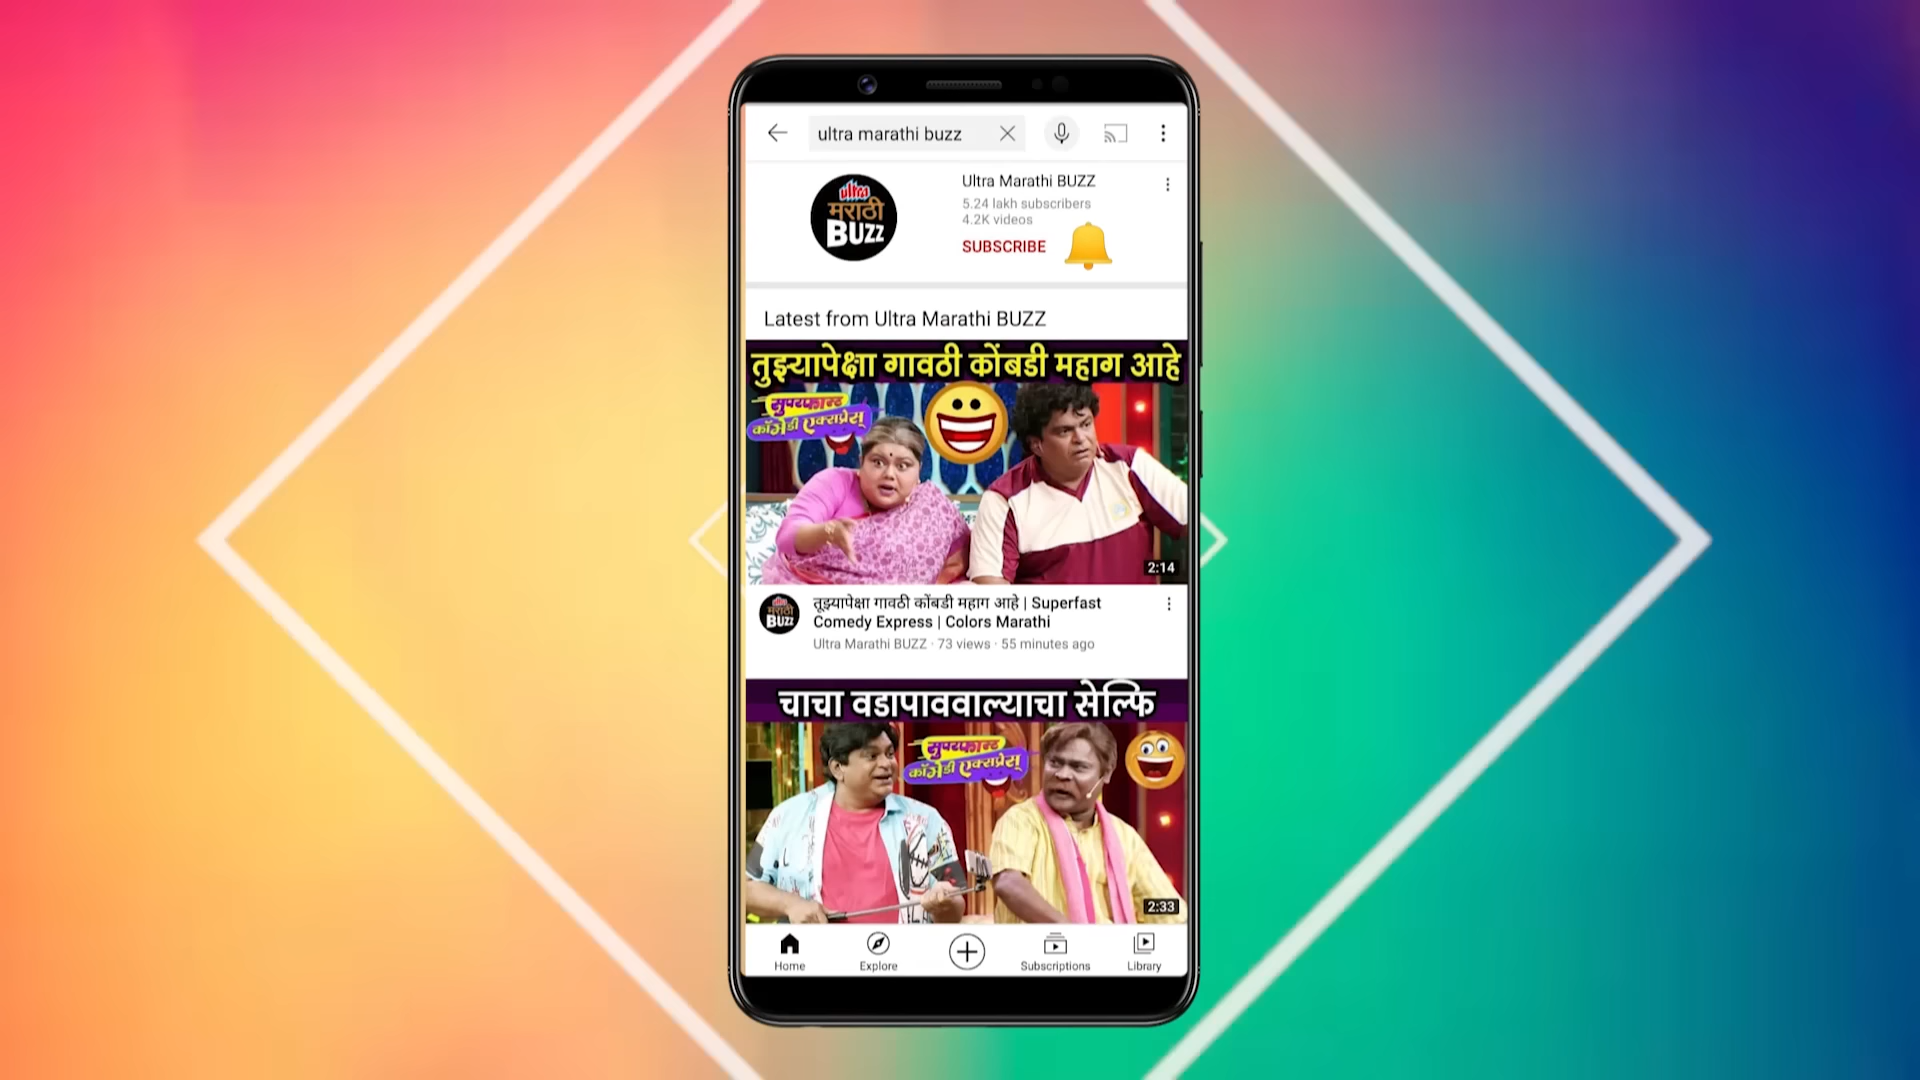 ultra marathi buzz
ultra
मराठी
BUZZ
Ultra Marathi BUZZ
5.24 lakh subscribers
4.2K videos
SUBSCRIBE
Latest from Ultra Marathi BUZZ
तुझ्यापेक्षा गावठी कोंबडी महाग आहे
सुपरफास्ट
कॉमेडी एक्सप्रेस्
2:14
ultra
मराठी
BUZZ
तूझ्यापेक्षा गावठी कोंबडी महाग आहे | Superfast
Comedy Express | Colors Marathi
Ultra Marathi BUZZ · 73 views · 55 minutes ago
चाचा वडापाववाल्याचा सेल्फि
सुपरफास्ट
कॉमेडी एक्सप्रेस्
2:33
Home
Explore
Subscriptions
Library